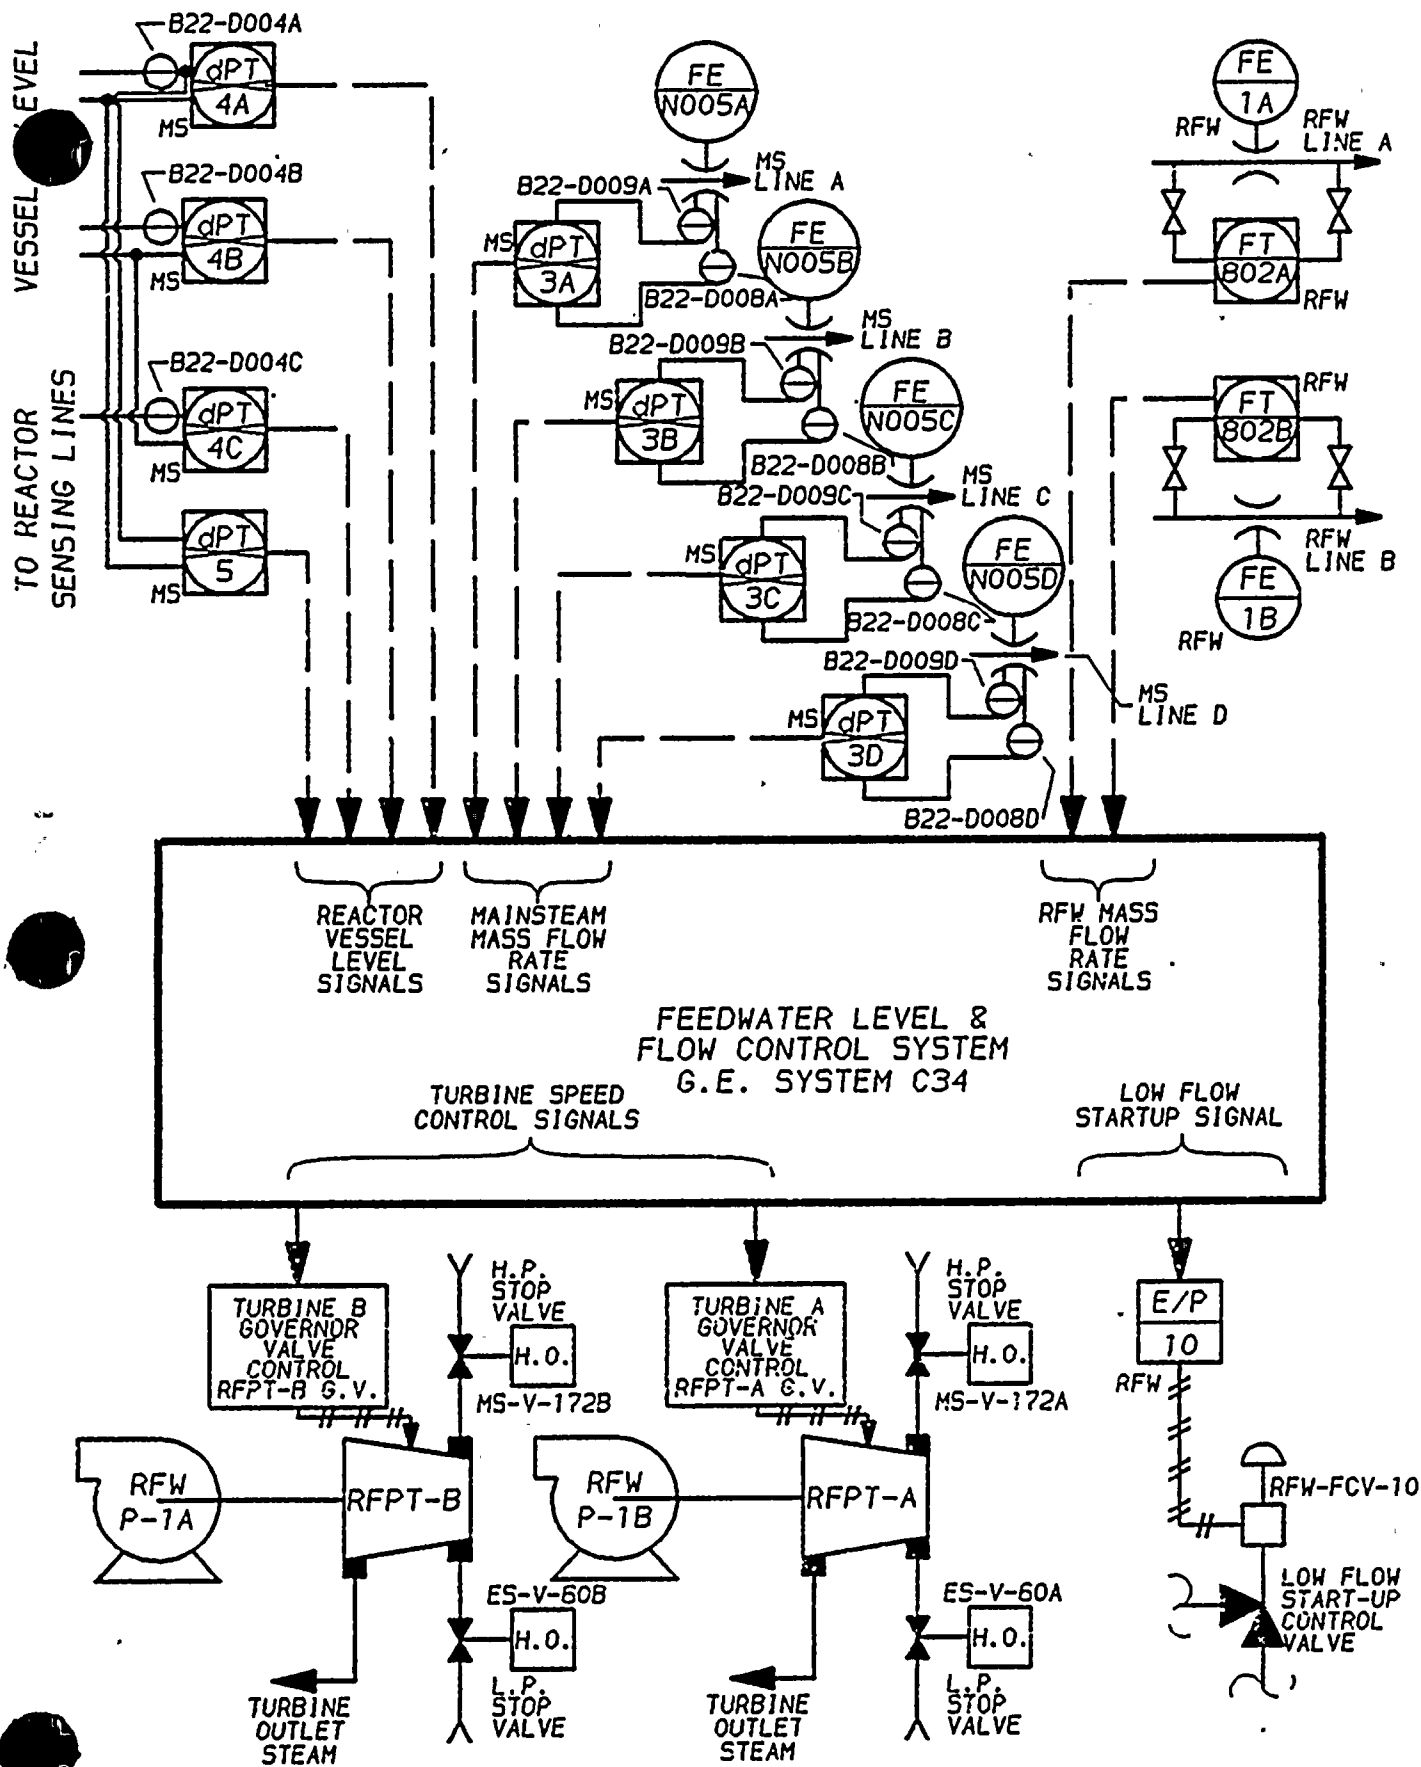 TO REACTOR VESSEL LEVEL
SENSING LINES
B22-D004A
dPT
4A
MS
B22-D004B
dPT
4B
MS
B22-D004C
dPT
4C
MS
dPT
5
MS
FE
N005A
MS
LINE A
B22-D009A
MS
dPT
3A
B22-D008A
FE
N005B
MS
LINE B
B22-D009B
MS
dPT
3B
B22-D008B
FE
N005C
MS
LINE C
B22-D009C
MS
dPT
3C
B22-D008C
FE
N005D
B22-D009D
MS
LINE D
MS
dPT
3D
B22-D008D
FE
1A
RFW
RFW
LINE A
FT
802A
RFW
FT
802B
RFW
RFW
LINE B
FE
1B
RFW
REACTOR
VESSEL
LEVEL
SIGNALS
MAINSTEAM
MASS FLOW
RATE
SIGNALS
RFW MASS
FLOW
RATE
SIGNALS
FEEDWATER LEVEL &
FLOW CONTROL SYSTEM
G.E. SYSTEM C34
TURBINE SPEED
CONTROL SIGNALS
LOW FLOW
STARTUP SIGNAL
TURBINE B
GOVERNOR
VALVE
CONTROL
RFPT-B G.V.
H.P.
STOP
VALVE
H.O.
MS-V-172B
RFW
P-1A
RFPT-B
ES-V-60B
H.O.
L.P.
STOP
VALVE
TURBINE
OUTLET
STEAM
TURBINE A
GOVERNOR
VALVE
CONTROL
RFPT-A G.V.
H.P.
STOP
VALVE
H.O.
MS-V-172A
RFW
P-1B
RFPT-A
ES-V-60A
H.O.
L.P.
STOP
VALVE
TURBINE
OUTLET
STEAM
E/P
10
RFW
RFW-FCV-10
LOW FLOW
START-UP
CONTROL
VALVE